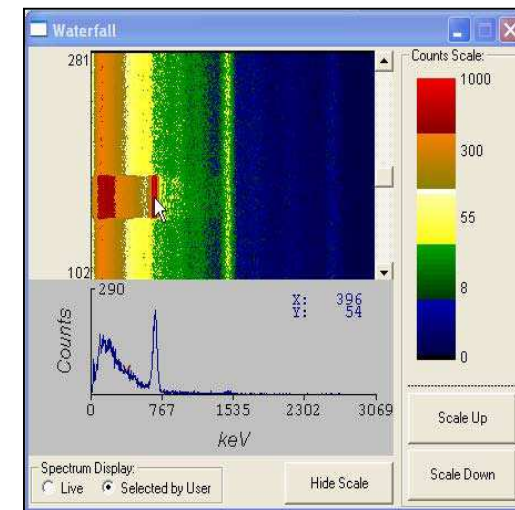 Waterfall
281
102
Counts Scale:
1000
300
55
8
0
290
X: 396
Y: 54
Counts
0 767 1535 2302 3069
keV
Scale Up
Scale Down
Spectrum Display:
Live Selected by User
Hide Scale